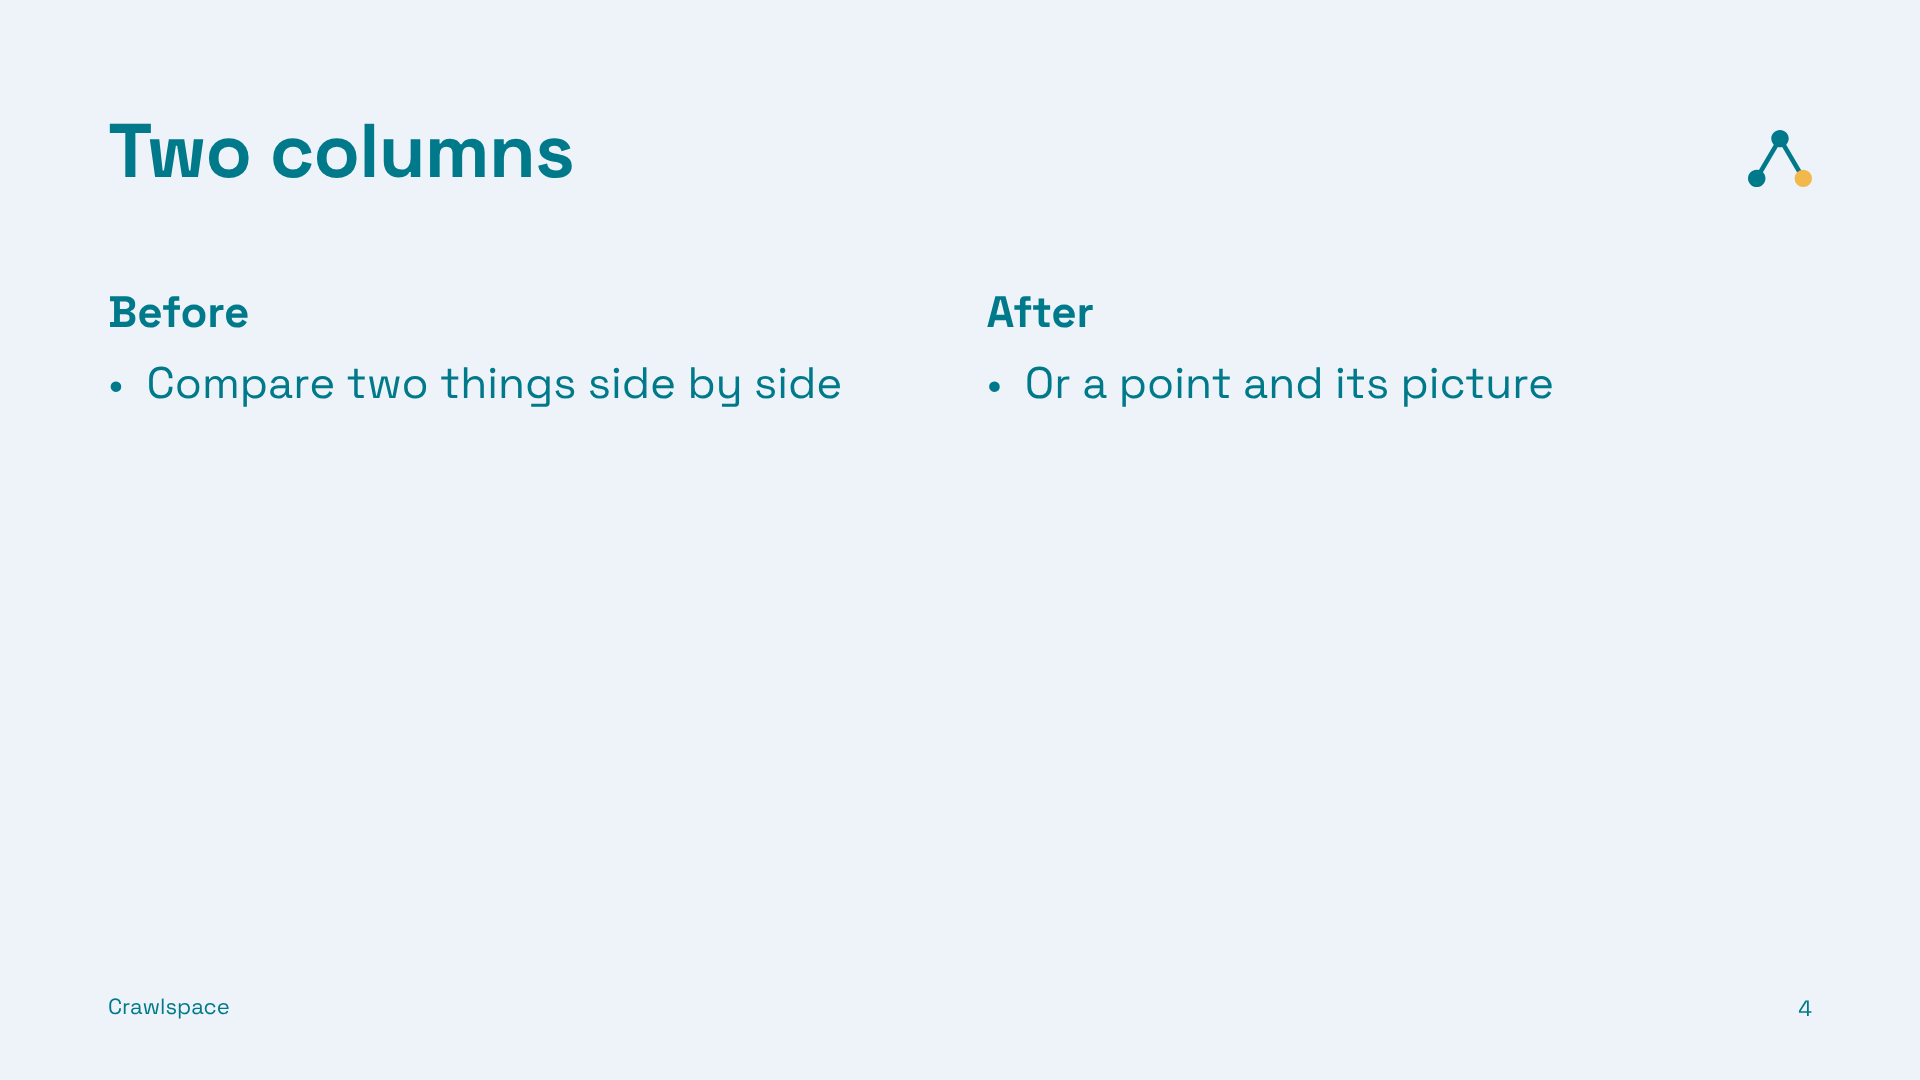 Two columns
Before
• Compare two things side by side
After
• Or a point and its picture
Crawlspace
4